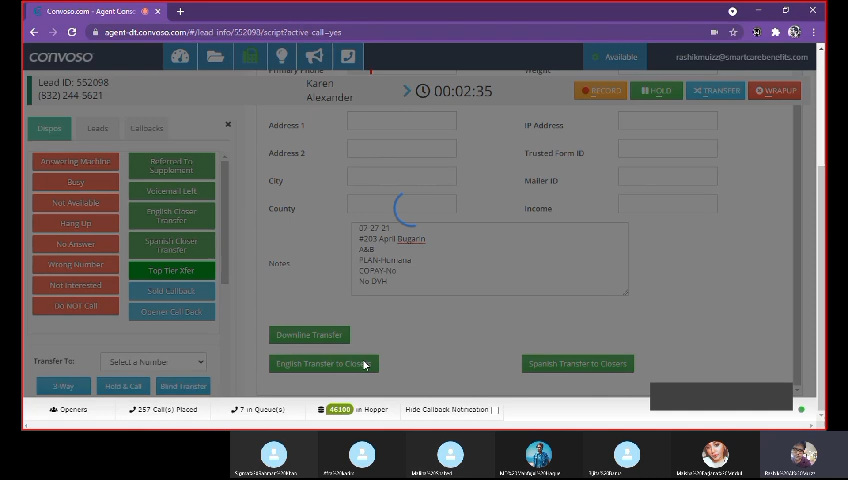 Convoso.com - Agent Cons
agent-dt.convoso.com/#/lead-info/552098/script?active_call=yes
CONVOSO
Available
rashikmuizz@smartcarebenefits.com
Primary Phone
Weight
Lead ID: 552098
(832) 244-5621
Karen
Alexander
00:02:35
RECORD
HOLD
TRANSFER
WRAPUP
Dispos
Leads
Callbacks
Answering Machine
Busy
Not Available
Hang Up
No Answer
Wrong Number
Not Interested
Do NOT Call
Referred To
Supplement
Voicemail Left
English Closer
Transfer
Spanish Closer
Transfer
Top Tier Xfer
Sold Callback
Opener Call Back
Transfer To:
Select a Number
3-Way
Hold & Call
Blind Transfer
Address 1
IP Address
Address 2
Trusted Form ID
City
Mailer ID
County
Income
Notes
07 27 21
#203 April Bugarin
A&B
PLAN-Humana
COPAY-No
No DVH
Downline Transfer
English Transfer to Closers
Spanish Transfer to Closers
Openers
257 Call(s) Placed
7 in Queue(s)
46100 in Hopper
Hide Callback Notification